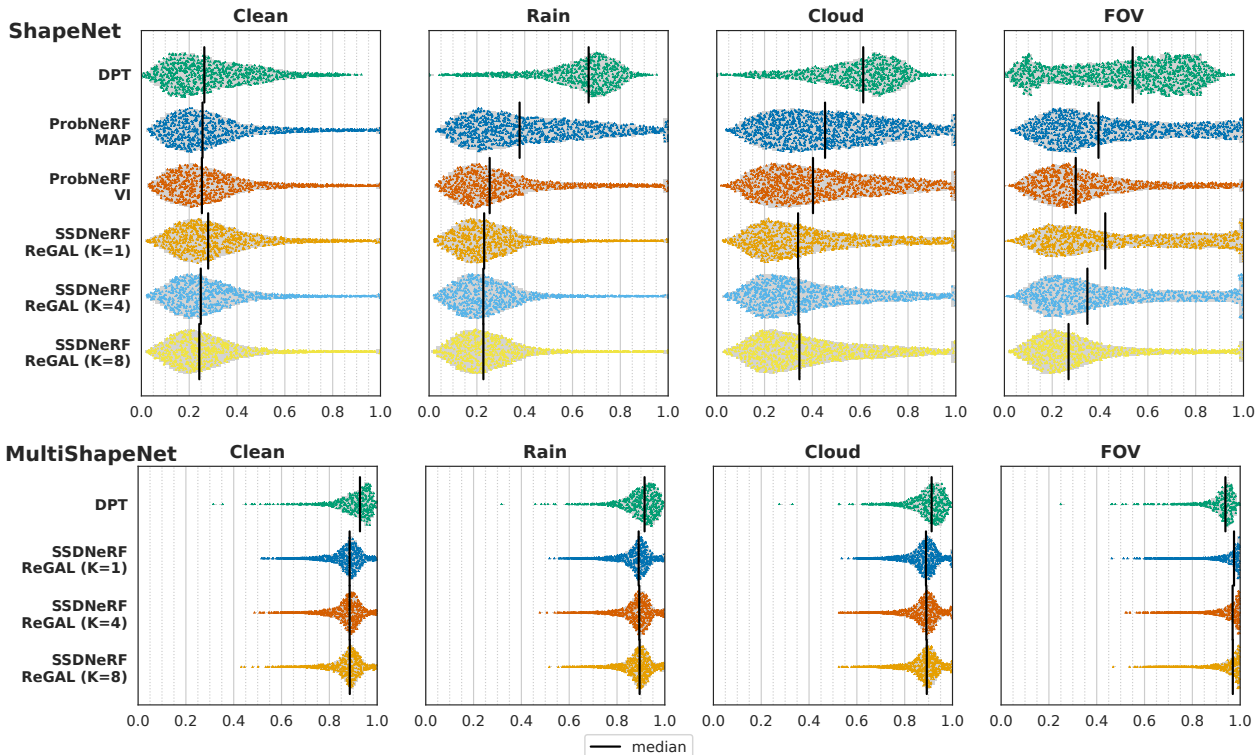 ShapeNet
Clean
Rain
Cloud
FOV
DPT
ProbNeRF
MAP
ProbNeRF
VI
SSDNeRF
ReGAL (K=1)
SSDNeRF
ReGAL (K=4)
SSDNeRF
ReGAL (K=8)
0.0 0.2 0.4 0.6 0.8 1.0
0.0 0.2 0.4 0.6 0.8 1.0
0.0 0.2 0.4 0.6 0.8 1.0
0.0 0.2 0.4 0.6 0.8 1.0
MultiShapeNet
Clean
Rain
Cloud
FOV
DPT
SSDNeRF
ReGAL (K=1)
SSDNeRF
ReGAL (K=4)
SSDNeRF
ReGAL (K=8)
0.0 0.2 0.4 0.6 0.8 1.0
0.0 0.2 0.4 0.6 0.8 1.0
0.0 0.2 0.4 0.6 0.8 1.0
0.0 0.2 0.4 0.6 0.8 1.0
median